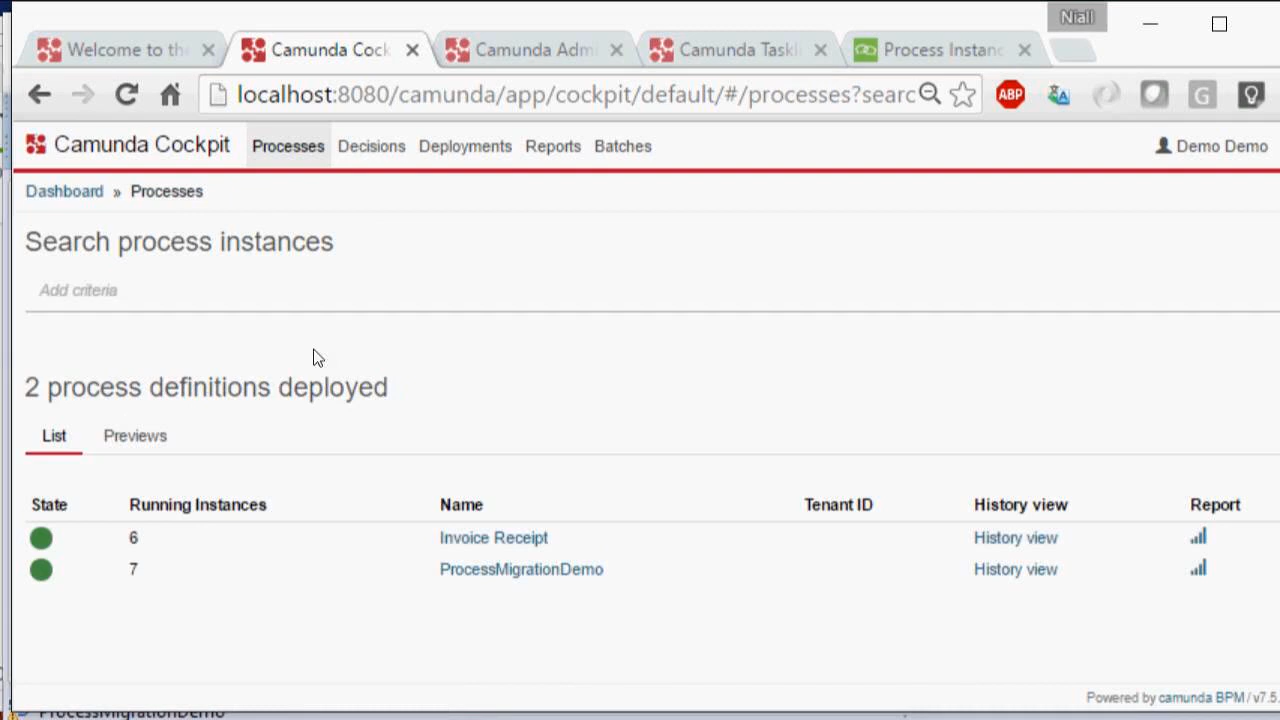 Niall
Welcome to th
Camunda Cock
Camunda Adm
Camunda Taskli
Process Instanc
localhost:8080/camunda/app/cockpit/default/#/processes?searc
ABP
G
Camunda Cockpit Processes Decisions Deployments Reports Batches Demo Demo
Dashboard » Processes
Search process instances
Add criteria
2 process definitions deployed
List Previews
State Running Instances Name Tenant ID History view Report
6 Invoice Receipt History view
7 ProcessMigrationDemo History view
Powered by camunda BPM / v7.5.
ProcessMigrationDemo